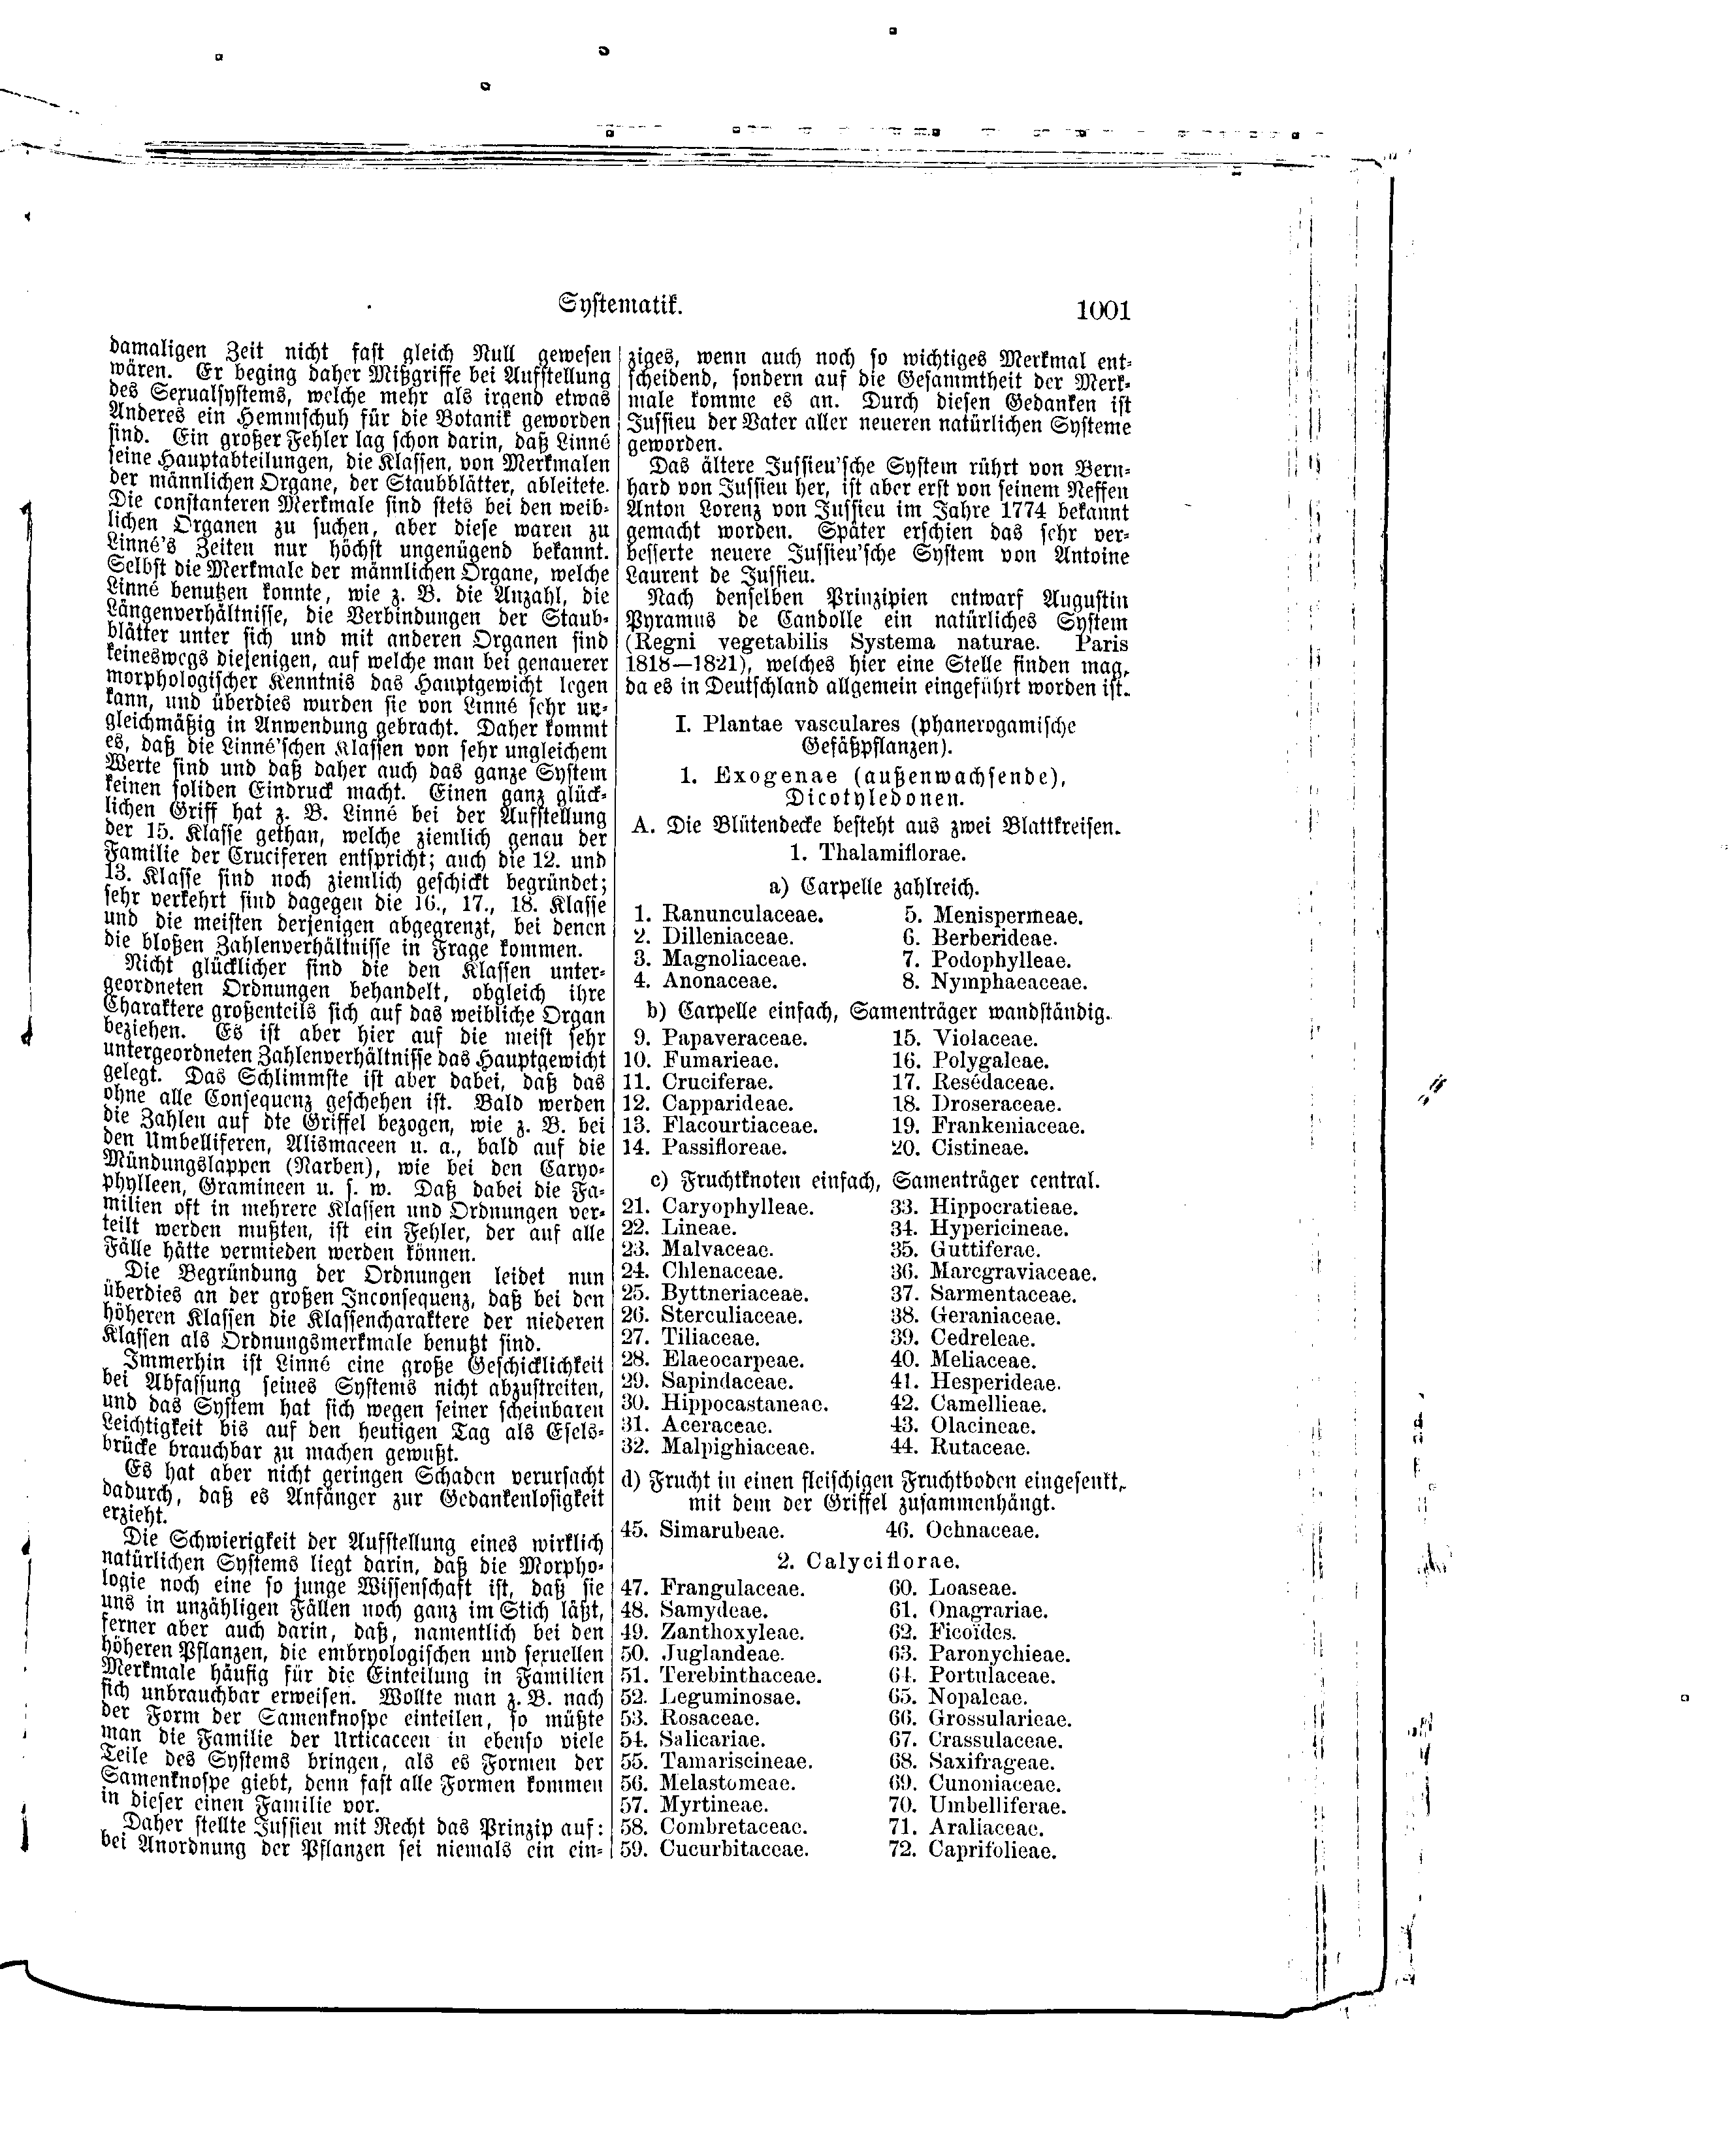 Systematik.
1001
damaligen Zeit nicht fast gleich Null gewesen
wären. Er beging daher Mißgriffe bei Aufstellung
des Sexualsystems, welche mehr als irgend etwas
Anderes ein Hemmschuh für die Botanik geworden
sind. Ein großer Fehler lag schon darin, daß Linné
seine Hauptabteilungen, die Klassen, von Merkmalen
der männlichen Organe, der Staubblätter, ableitete.
Die constanteren Merkmale sind stets bei den weib-
lichen Organen zu suchen, aber diese waren zu
Linné's Zeiten nur höchst ungenügend bekannt.
Selbst die Merkmale der männlichen Organe, welche
Linné benutzen konnte, wie z. B. die Anzahl, die
Längenverhältnisse, die Verbindungen der Staub-
blätter unter sich und mit anderen Organen sind
keineswegs diejenigen, auf welche man bei genauerer
morphologischer Kenntnis das Hauptgewicht legen
kann, und überdies wurden sie von Linné sehr un-
gleichmäßig in Anwendung gebracht. Daher kommt
es, daß die Linné'schen Klassen von sehr ungleichem
Werte sind und daß daher auch das ganze System
keinen soliden Eindruck macht. Einen ganz glück-
lichen Griff hat z. B. Linné bei der Aufstellung
der 15. Klasse gethan, welche ziemlich genau der
Familie der Cruciferen entspricht; auch die 12. und
13. Klasse sind noch ziemlich geschickt begründet;
sehr verkehrt sind dagegen die 16., 17., 18. Klasse
und die meisten derjenigen abgegrenzt, bei denen
die bloßen Zahlenverhältnisse in Frage kommen.
Nicht glücklicher sind die den Klassen unter-
geordneten Ordnungen behandelt, obgleich ihre
Charaktere großenteils sich auf das weibliche Organ
beziehen. Es ist aber hier auf die meist sehr
untergeordneten Zahlenverhältnisse das Hauptgewicht
gelegt. Das Schlimmste ist aber dabei, daß das
ohne alle Consequenz geschehen ist. Bald werden
die Zahlen auf dte Griffel bezogen, wie z. B. bei
den Umbelliferen, Alismaceen u. a., bald auf die
Mündungslappen (Narben), wie bei den Caryo-
phylleen, Gramineen u. s. w. Daß dabei die Fa-
milien oft in mehrere Klassen und Ordnungen ver-
teilt werden mußten, ist ein Fehler, der auf alle
Fälle hätte vermieden werden können.
Die Begründung der Ordnungen leidet nun
überdies an der großen Inconsequenz, daß bei den
höheren Klassen die Klassencharaktere der niederen
Klassen als Ordnungsmerkmale benutzt sind.
Immerhin ist Linné eine große Geschicklichkeit
bei Abfassung seines Systems nicht abzustreiten,
und das System hat sich wegen seiner scheinbaren
Leichtigkeit bis auf den heutigen Tag als Esels-
brücke brauchbar zu machen gewußt.
Es hat aber nicht geringen Schaden verursacht
dadurch, daß es Anfänger zur Gedankenlosigkeit
erzieht.
Die Schwierigkeit der Aufstellung eines wirklich
natürlichen Systems liegt darin, daß die Morpho-
logie noch eine so junge Wissenschaft ist, daß sie
uns in unzähligen Fällen noch ganz im Stich läßt,
ferner aber auch darin, daß, namentlich bei den
höheren Pflanzen, die embryologischen und sexuellen
Merkmale häufig für die Einteilung in Familien
sich unbrauchbar erweisen. Wollte man z. B. nach
der Form der Samenknospe einteilen, so müßte
man die Familie der Urticaceen in ebenso viele
Teile des Systems bringen, als es Formen der
Samenknospe giebt, denn fast alle Formen kommen
in dieser einen Familie vor.
Daher stellte Jussieu mit Recht das Prinzip auf:
bei Anordnung der Pflanzen sei niemals ein ein-
ziges, wenn auch noch so wichtiges Merkmal ent-
scheidend, sondern auf die Gesammtheit der Merk-
male komme es an. Durch diesen Gedanken ist
Jussieu der Vater aller neueren natürlichen Systeme
geworden.
Das ältere Jussieu'sche System rührt von Bern-
hard von Jussieu her, ist aber erst von seinem Neffen
Anton Lorenz von Jussieu im Jahre 1774 bekannt
gemacht worden. Später erschien das sehr ver-
besserte neuere Jussieu'sche System von Antoine
Laurent de Jussieu.
Nach denselben Prinzipien entwarf Augustin
Pyramus de Candolle ein natürliches System
(Regni vegetabilis Systema naturae. Paris
1818—1821), welches hier eine Stelle finden mag,
da es in Deutschland allgemein eingeführt worden ist.
I. Plantae vasculares (phanerogamische
Gefäßpflanzen).
1. Exogenae (außenwachsende),
Dicotyledonen.
A. Die Blütendecke besteht aus zwei Blattkreisen.
1. Thalamiflorae.
a) Carpelle zahlreich.
1. Ranunculaceae.
2. Dilleniaceae.
3. Magnoliaceae.
4. Anonaceae.
5. Menispermeae.
6. Berberideae.
7. Podophylleae.
8. Nymphaeaceae.
b) Carpelle einfach, Samenträger wandständig.
9. Papaveraceae.
10. Fumarieae.
11. Cruciferae.
12. Capparideae.
13. Flacourtiaceae.
14. Passifloreae.
15. Violaceae.
16. Polygaleae.
17. Resédaceae.
18. Droseraceae.
19. Frankeniaceae.
20. Cistineae.
c) Fruchtknoten einfach, Samenträger central.
21. Caryophylleae.
22. Lineae.
23. Malvaceae.
24. Chlenaceae.
25. Byttneriaceae.
26. Sterculiaceae.
27. Tiliaceae.
28. Elaeocarpeae.
29. Sapindaceae.
30. Hippocastaneae.
31. Aceraceae.
32. Malpighiaceae.
33. Hippocratieae.
34. Hypericineae.
35. Guttiferae.
36. Marcgraviaceae.
37. Sarmentaceae.
38. Geraniaceae.
39. Cedreleae.
40. Meliaceae.
41. Hesperideae.
42. Camellieae.
43. Olacineae.
44. Rutaceae.
d) Frucht in einen fleischigen Fruchtboden eingesenkt,
mit dem der Griffel zusammenhängt.
45. Simarubeae.
46. Ochnaceae.
2. Calyciflorae.
47. Frangulaceae.
48. Samydeae.
49. Zanthoxyleae.
50. Juglandeae.
51. Terebinthaceae.
52. Leguminosae.
53. Rosaceae.
54. Salicariae.
55. Tamariscineae.
56. Melastomeae.
57. Myrtineae.
58. Combretaceae.
59. Cucurbitaceae.
60. Loaseae.
61. Onagrariae.
62. Ficoïdes.
63. Paronychieae.
64. Portulaceae.
65. Nopaleae.
66. Grossularieae.
67. Crassulaceae.
68. Saxifrageae.
69. Cunoniaceae.
70. Umbelliferae.
71. Araliaceae.
72. Caprifolieae.